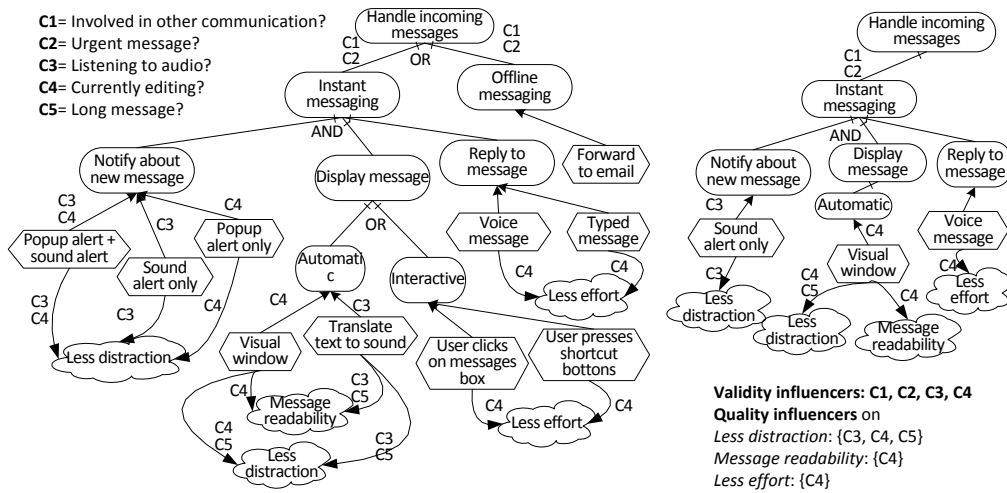 C1= Involved in other communication?
C2= Urgent message?
C3= Listening to audio?
C4= Currently editing?
C5= Long message?
Handle incoming
messages
C1
C2
OR
C1
C2
Instant
messaging
Offline
messaging
AND
Notify about
new message
Display message
Reply to
message
Forward
to email
C3
C4
C3
C4
Popup alert +
sound alert
Sound
alert only
Popup
alert only
OR
Voice
message
Typed
message
Automati
c
Interactive
C3
C4
C3
C4
Less distraction
C4
C4
Less effort
C4
C3
Visual
window
Translate
text to sound
User clicks
on messages
box
User presses
shortcut
bottons
C4
C3
C5
Message
readability
C4
C5
C3
C5
Less
distraction
C4
C4
Less effort
Handle incoming
messages
C1
C2
Instant
messaging
AND
Notify about
new message
Display
message
Reply to
message
C3
Automatic
Sound
alert only
C4
Visual
window
Voice
message
C3
Less
distraction
C4
C5
Less
distraction
C4
Message
readability
C4
Less
effort
Validity influencers: C1, C2, C3, C4
Quality influencers on
Less distraction: {C3, C4, C5}
Message readability: {C4}
Less effort: {C4}